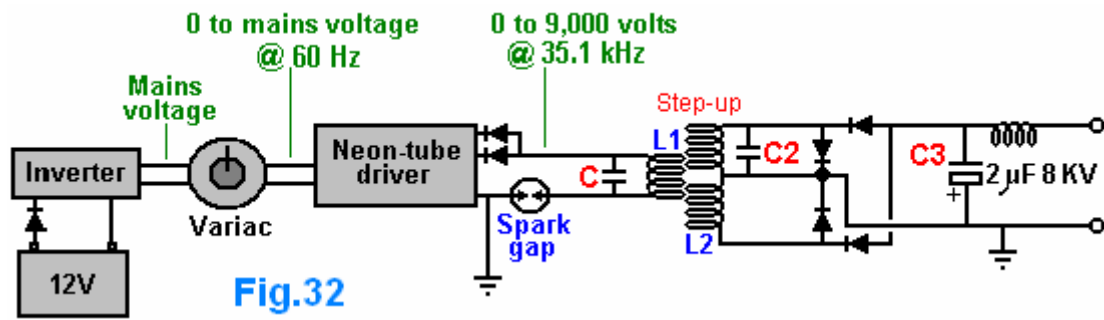 0 to mains voltage
@ 60 Hz
0 to 9,000 volts
@ 35.1 kHz
Mains
voltage
Step-up
Inverter
Variac
Neon-tube
driver
C
Spark
gap
L1
L2
C2
C3
2 µF 8 KV
+
12V
Fig.32